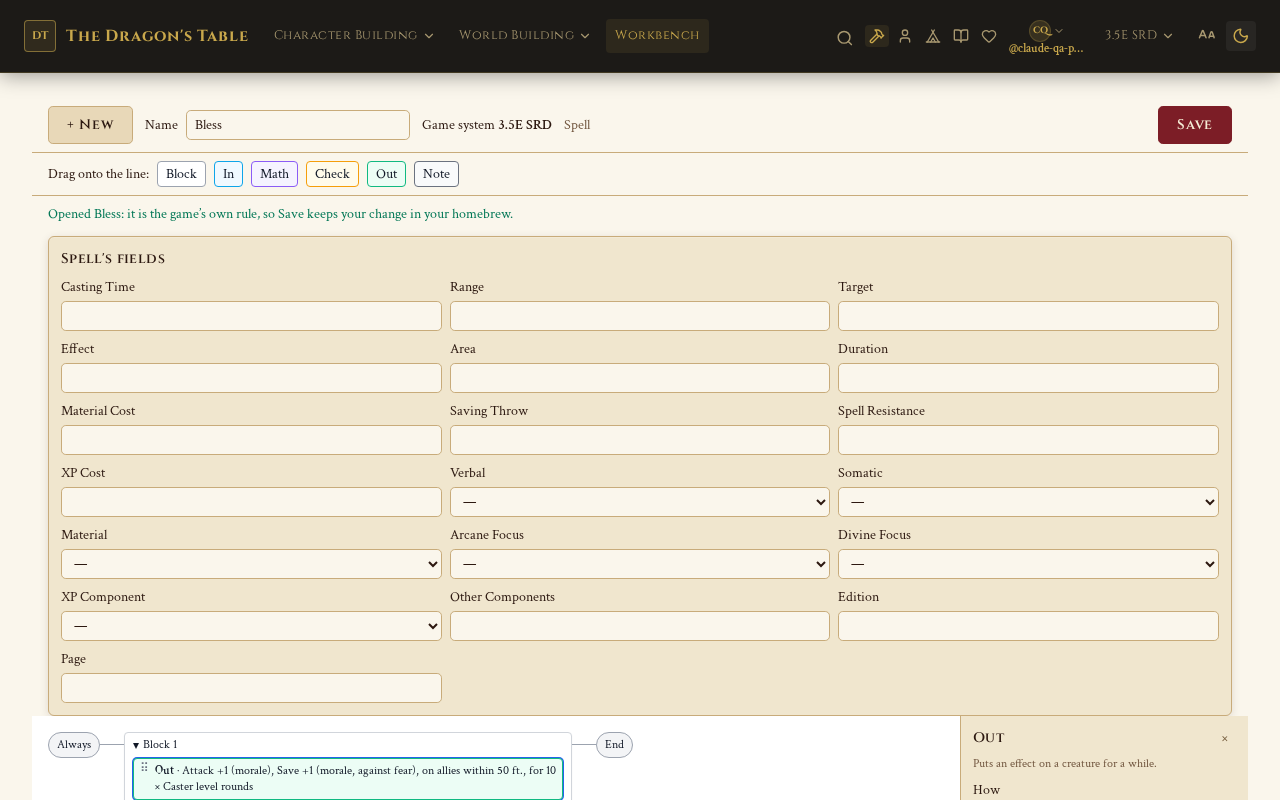 DT The Dragon's Table Character Building World Building Workbench CQ @claude-qa-p... 3.5E SRD AA
+ New Name Bless Game system 3.5E SRD Spell Save
Drag onto the line: Block In Math Check Out Note
Opened Bless: it is the game's own rule, so Save keeps your change in your homebrew.
Spell's fields
Casting Time Range Target
Effect Area Duration
Material Cost Saving Throw Spell Resistance
XP Cost Verbal Somatic
— —
Material Arcane Focus Divine Focus
— — —
XP Component Other Components Edition
—
Page
Always ▾ Block 1 End Out ×
Out · Attack +1 (morale), Save +1 (morale, against fear), on allies within 50 ft., for 10
× Caster level rounds
Puts an effect on a creature for a while.
How